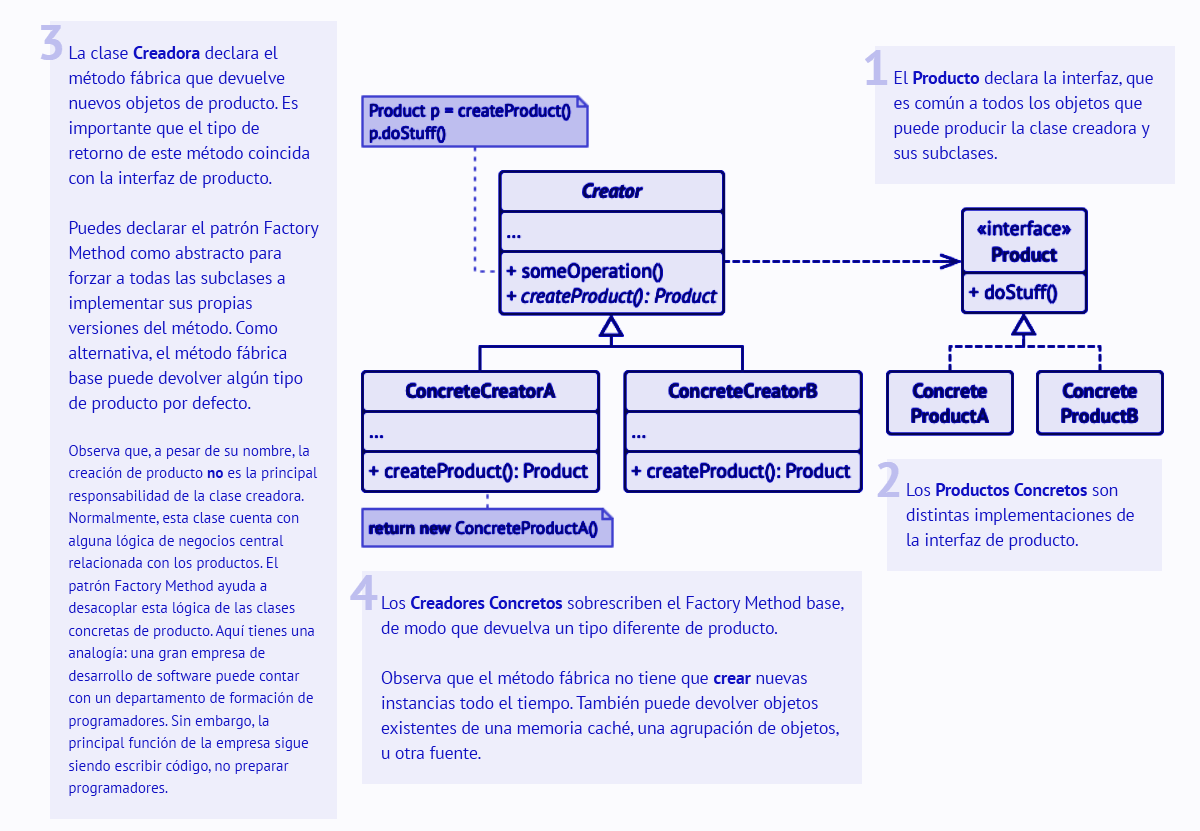 3
La clase Creadora declara el
método fábrica que devuelve
nuevos objetos de producto. Es
importante que el tipo de
retorno de este método coincida
con la interfaz de producto.
Puedes declarar el patrón Factory
Method como abstracto para
forzar a todas las subclases a
implementar sus propias
versiones del método. Como
alternativa, el método fábrica
base puede devolver algún tipo
de producto por defecto.
Observa que, a pesar de su nombre, la
creación de producto no es la principal
responsabilidad de la clase creadora.
Normalmente, esta clase cuenta con
alguna lógica de negocios central
relacionada con los productos. El
patrón Factory Method ayuda a
desacoplar esta lógica de las clases
concretas de producto. Aquí tienes una
analogía: una gran empresa de
desarrollo de software puede contar
con un departamento de formación de
programadores. Sin embargo, la
principal función de la empresa sigue
siendo escribir código, no preparar
programadores.
Product p = createProduct()
p.doStuff()
Creator
...
+ someOperation()
+ createProduct(): Product
ConcreteCreatorA
...
+ createProduct(): Product
ConcreteCreatorB
...
+ createProduct(): Product
return new ConcreteProductA()
1
El Producto declara la interfaz, que
es común a todos los objetos que
puede producir la clase creadora y
sus subclases.
«interface»
Product
+ doStuff()
Concrete
ProductA
Concrete
ProductB
2
Los Productos Concretos son
distintas implementaciones de
la interfaz de producto.
4
Los Creadores Concretos sobrescriben el Factory Method base,
de modo que devuelva un tipo diferente de producto.
Observa que el método fábrica no tiene que crear nuevas
instancias todo el tiempo. También puede devolver objetos
existentes de una memoria caché, una agrupación de objetos,
u otra fuente.